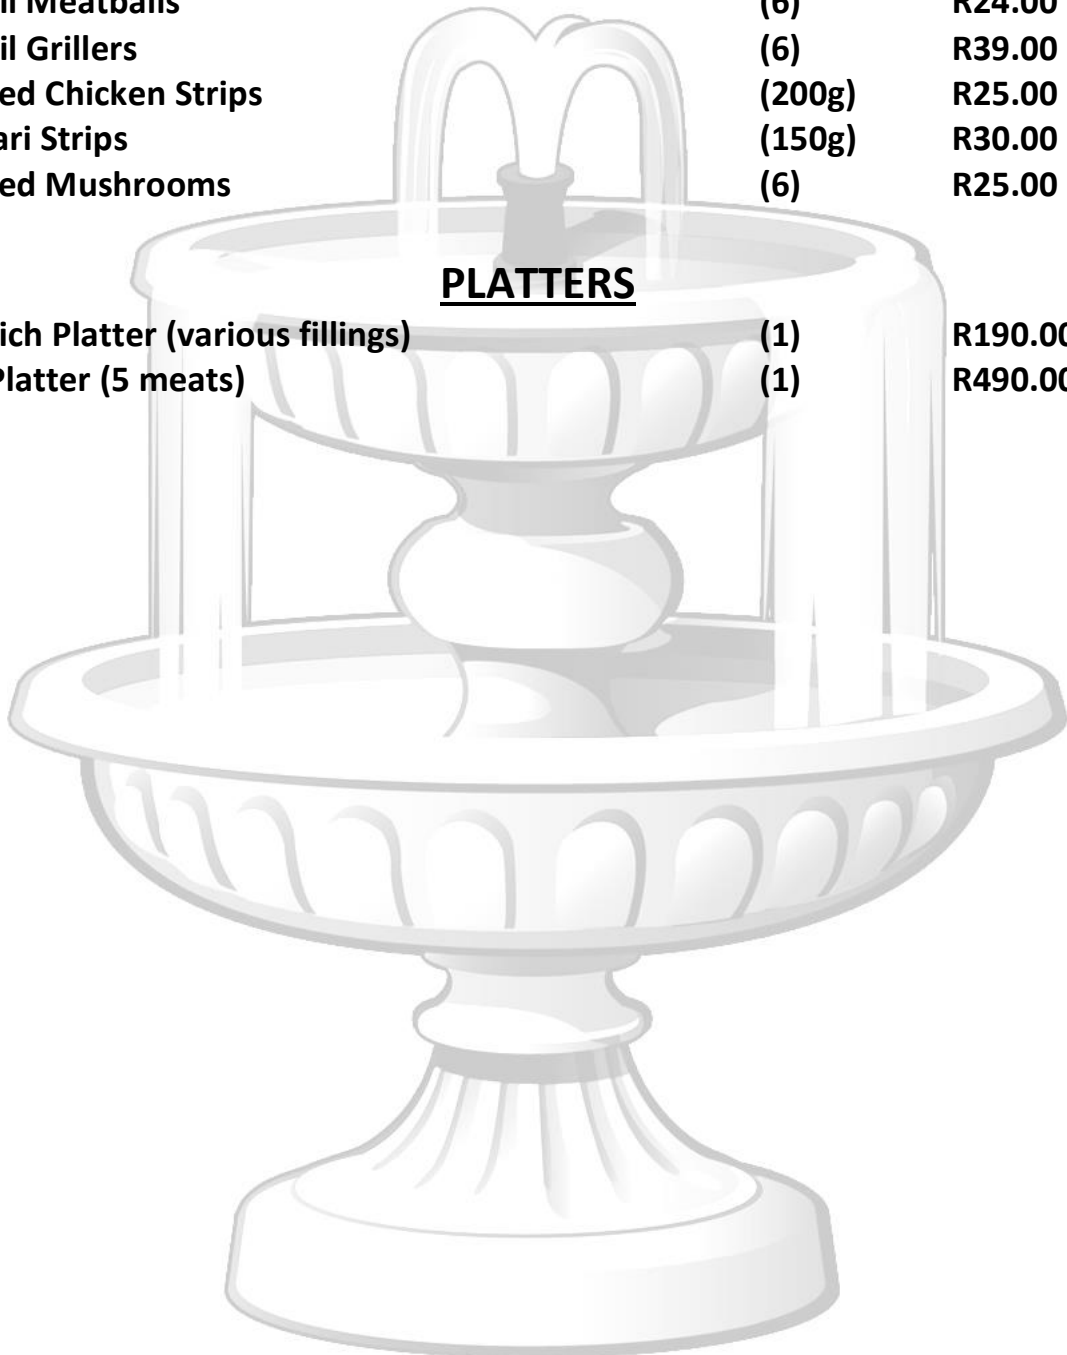 il Meatballs (6) R24.00
il Grillers (6) R39.00
ed Chicken Strips (200g) R25.00
ari Strips (150g) R30.00
ed Mushrooms (6) R25.00
PLATTERS
ich Platter (various fillings) (1) R190.00
Platter (5 meats) (1) R490.00